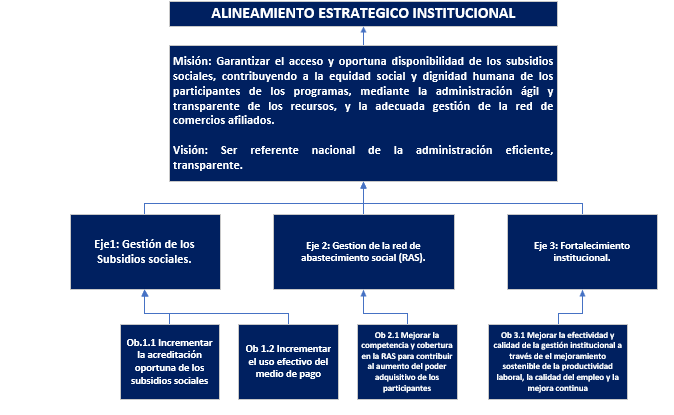 ALINEAMIENTO ESTRATEGICO INSTITUCIONAL
Misión: Garantizar el acceso y oportuna disponibilidad de los subsidios
sociales, contribuyendo a la equidad social y dignidad humana de los
participantes de los programas, mediante la administración ágil y
transparente de los recursos, y la adecuada gestión de la red de
comercios afiliados.
Visión: Ser referente nacional de la administración eficiente,
transparente.
Eje1: Gestión de los
Subsidios sociales.
Eje 2: Gestion de la red de
abastecimiento social (RAS).
Eje 3: Fortalecimiento
institucional.
Ob.1.1 Incrementar
la acreditación
oportuna de los
subsidios sociales
Ob 1.2 Incrementar
el uso efectivo del
medio de pago
Ob 2.1 Mejorar la
competencia y cobertura
en la RAS para contribuir
al aumento del poder
adquisitivo de los
participantes
Ob 3.1 Mejorar la efectividad y
calidad de la gestión institucional a
través de el mejoramiento
sostenible de la productividad
laboral, la calidad del empleo y la
mejora continua